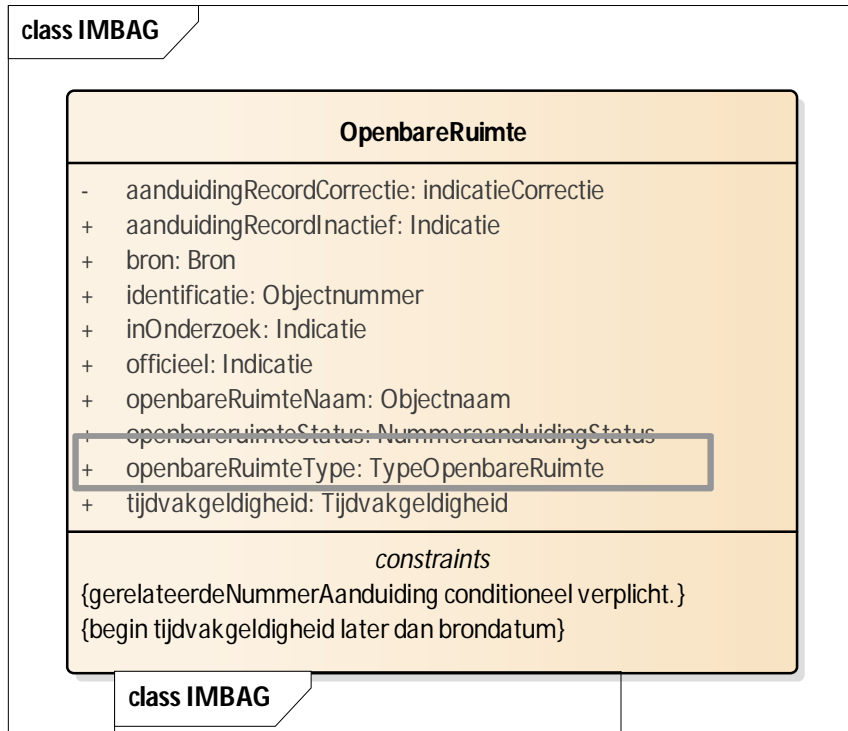 class IMBAG
OpenbareRuimte
- aanduidingRecordCorrectie: indicatieCorrectie
+ aanduidingRecordInactief: Indicatie
+ bron: Bron
+ identificatie: Objectnummer
+ inOnderzoek: Indicatie
+ officieel: Indicatie
+ openbareRuimteNaam: Objectnaam
+ openbareruimteStatus: NummeraanduidingStatus
+ openbareRuimteType: TypeOpenbareRuimte
+ tijdvakgeldigheid: Tijdvakgeldigheid
constraints
{gerelateerdeNummerAanduiding conditioneel verplicht.}
{begin tijdvakgeldigheid later dan brondatum}
class IMBAG